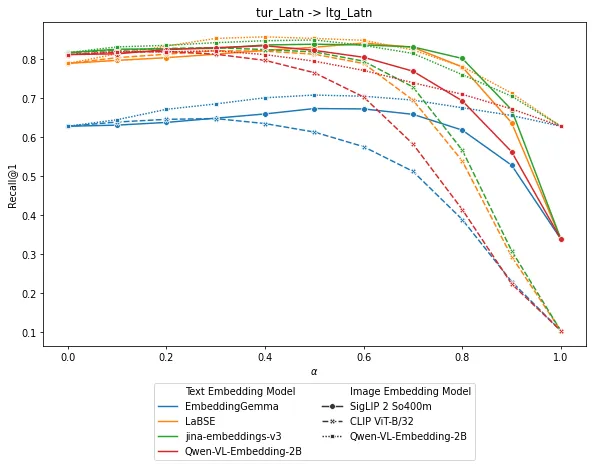 tur_Latn -> ltg_Latn
Recall@1
0.8
0.7
0.6
0.5
0.4
0.3
0.2
0.1
0.0 0.2 0.4 0.6 0.8 1.0
α
Text Embedding Model Image Embedding Model
EmbeddingGemma SigLIP 2 So400m
LaBSE CLIP ViT-B/32
jina-embeddings-v3 Qwen-VL-Embedding-2B
Qwen-VL-Embedding-2B